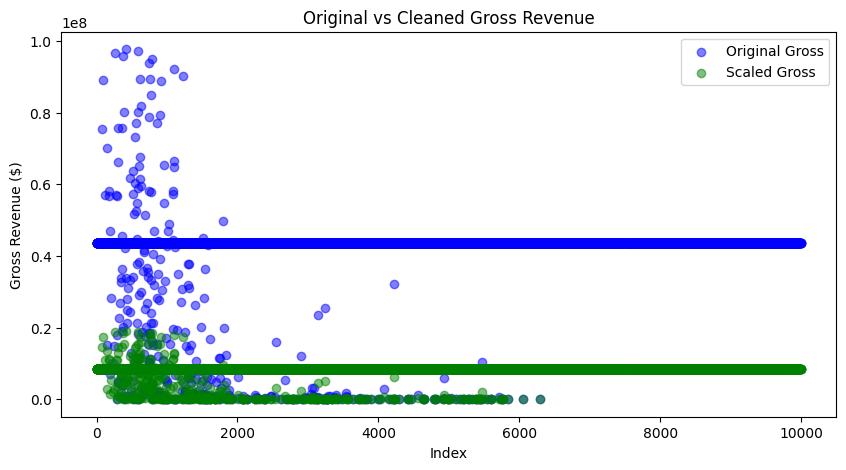 Original vs Cleaned Gross Revenue
1e8
Original Gross
Scaled Gross
1.0
0.8
0.6
0.4
0.2
0.0
Gross Revenue ($)
0 2000 4000 6000 8000 10000
Index